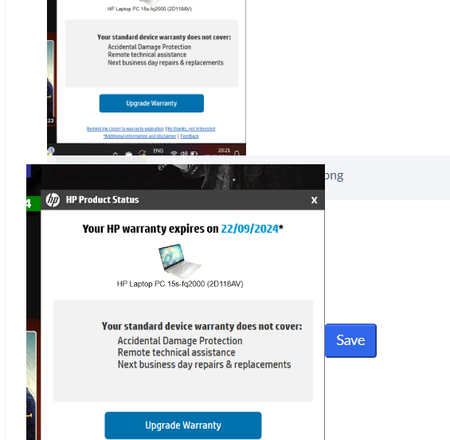 HP Laptop PC 15s-fq2000 (2D118AV)
Your standard device warranty does not cover:
Accidental Damage Protection
Remote technical assistance
Next business day repairs & replacements
Upgrade Warranty
Remind me closer to warranty expiration | No thanks, not interested
*Additional information and disclaimer | Feedback
23
ENG
20:21
ong
4
hp HP Product Status X
Your HP warranty expires on 22/09/2024*
HP Laptop PC 15s-fq2000 (2D118AV)
Your standard device warranty does not cover:
Accidental Damage Protection
Remote technical assistance
Next business day repairs & replacements
Save
Upgrade Warranty